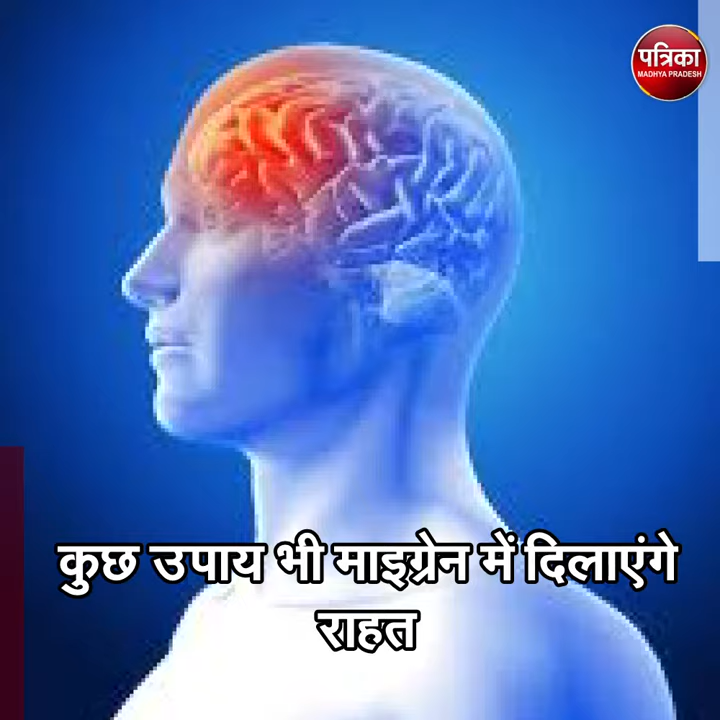 पत्रिका
MADHYA PRADESH
कुछ उपाय भी माइग्रेन में दिलाएंगे
राहत